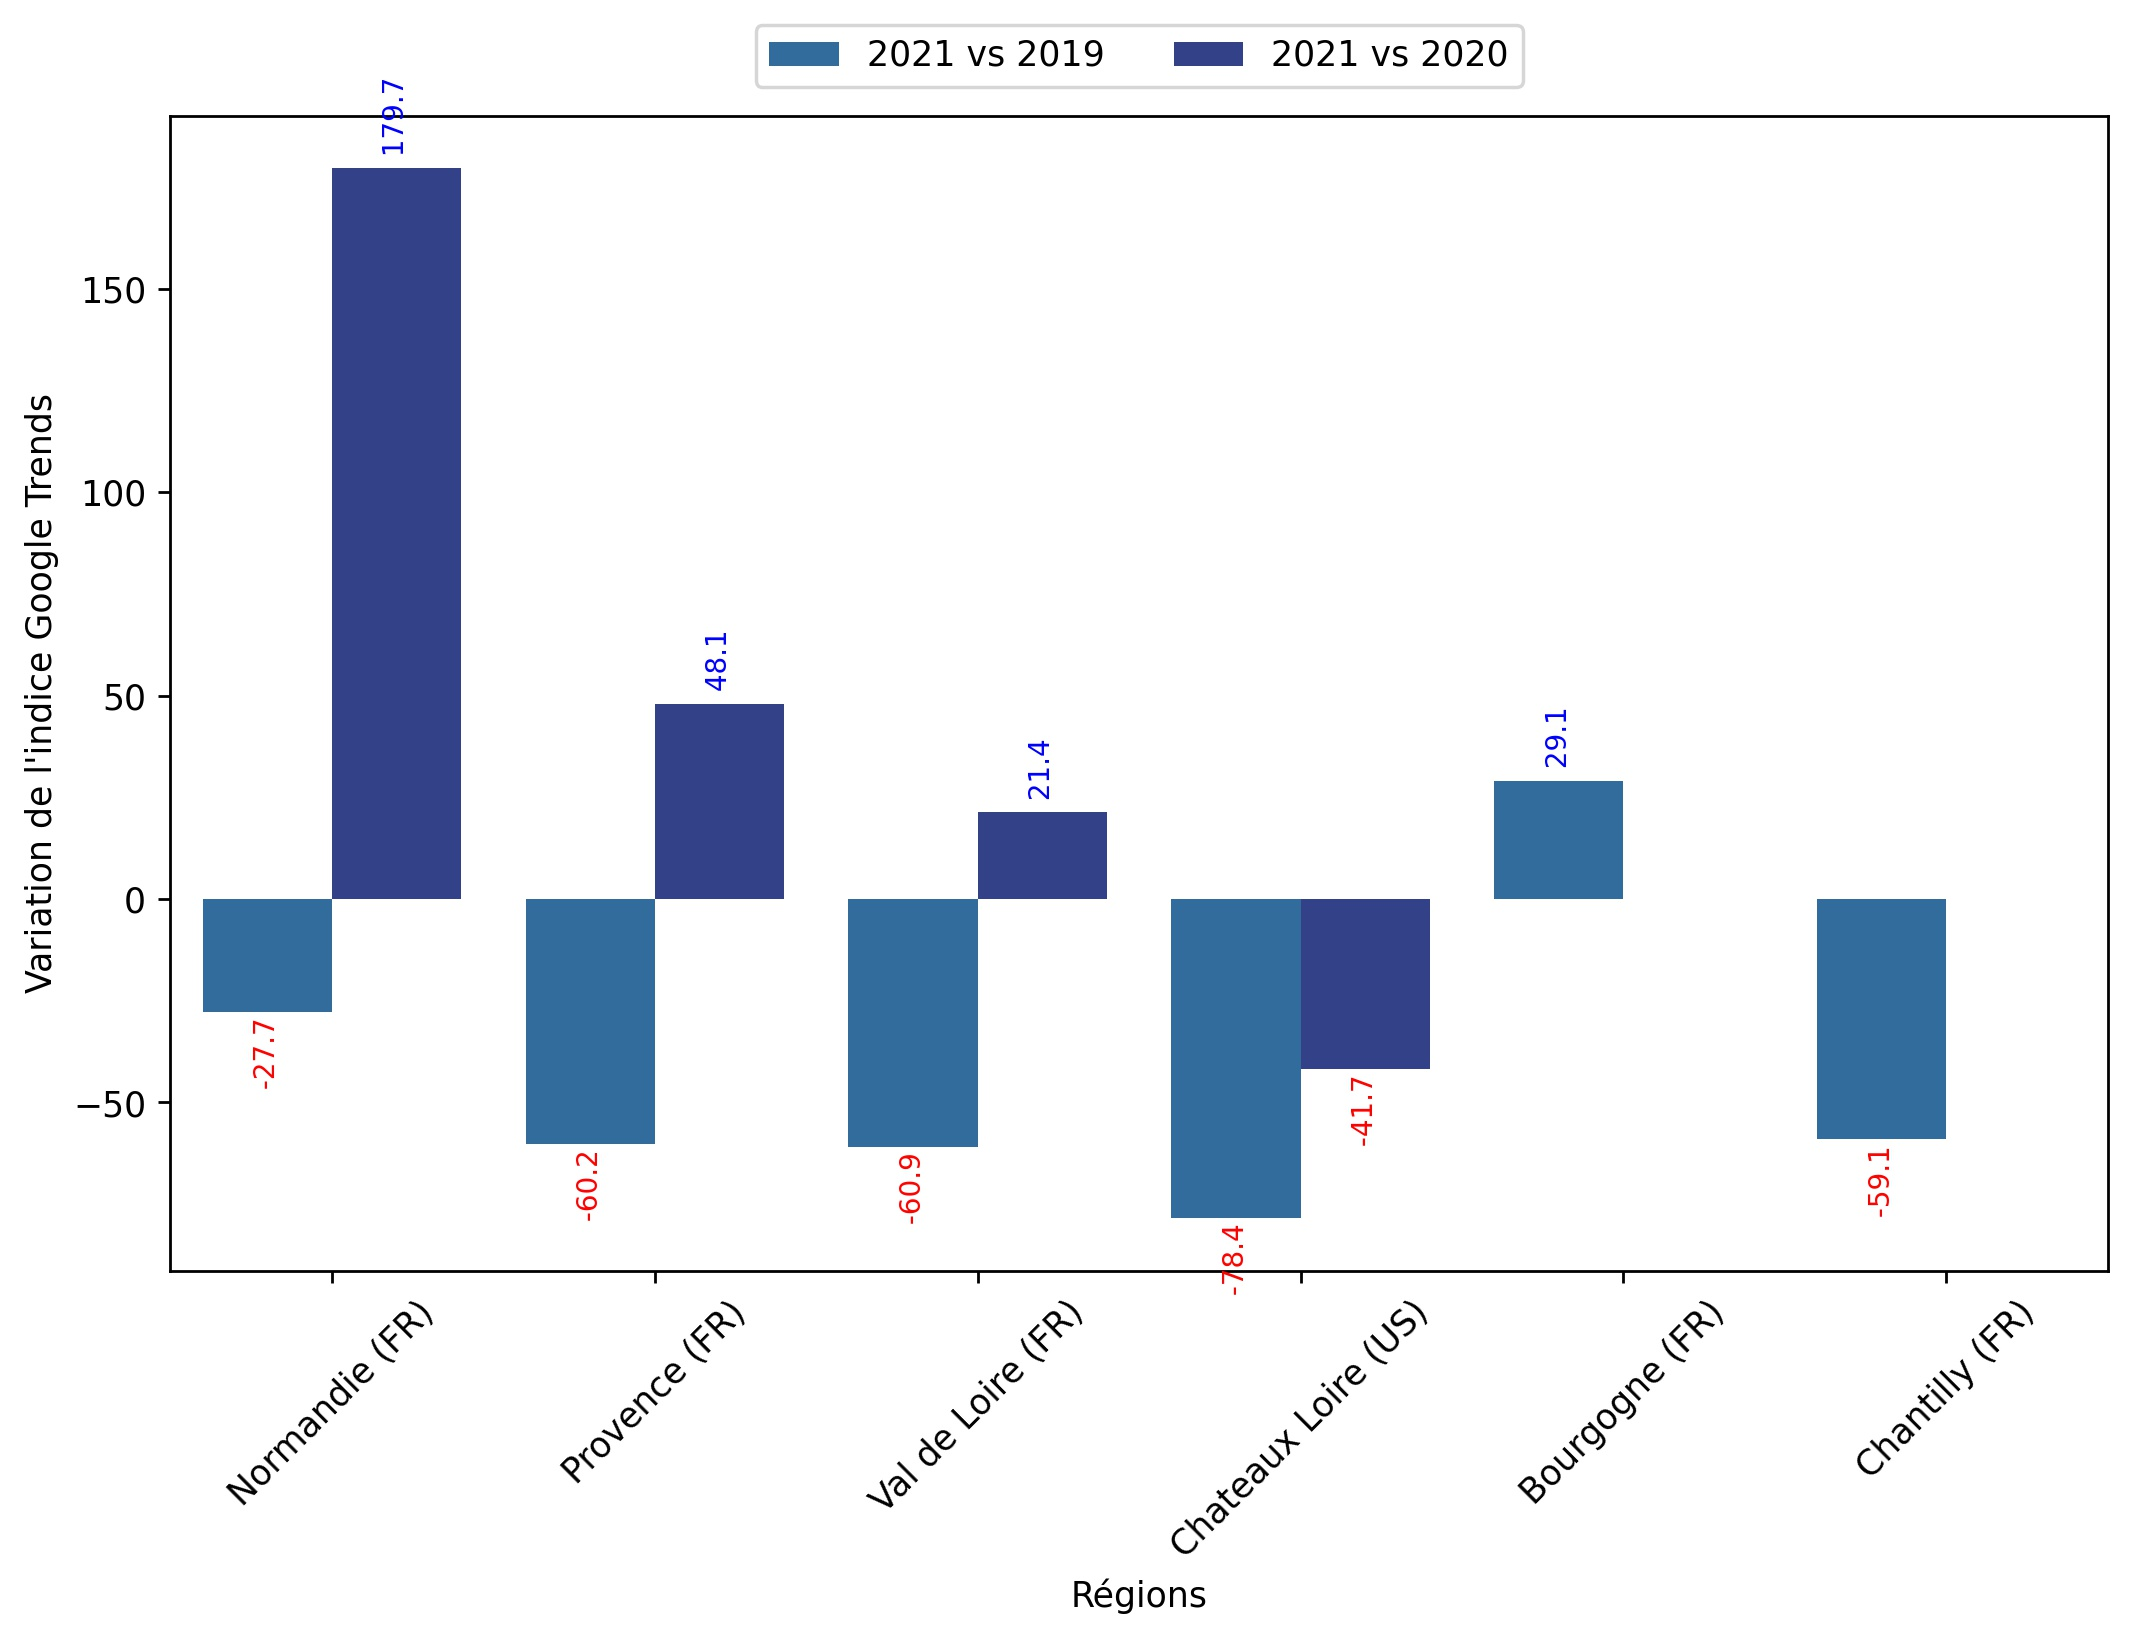 2021 vs 2019
2021 vs 2020
Variation de l'indice Google Trends
150
100
50
0
−50
179.7
48.1
21.4
29.1
-27.7
-60.2
-60.9
-78.4
-41.7
-59.1
Normandie (FR)
Provence (FR)
Val de Loire (FR)
Chateaux Loire (US)
Bourgogne (FR)
Chantilly (FR)
Régions